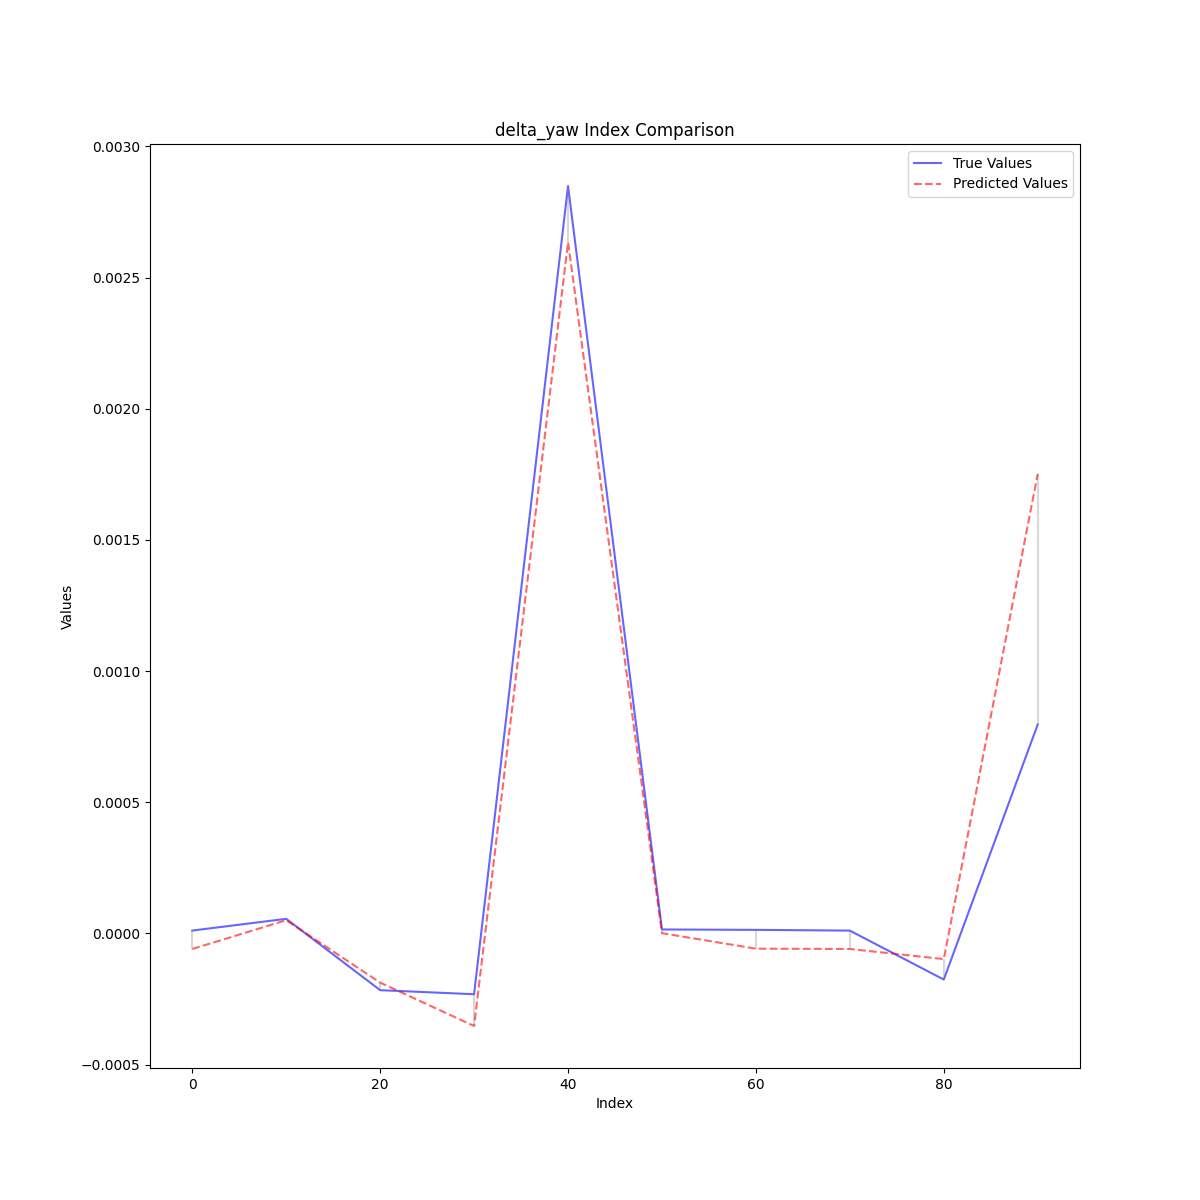 delta_yaw Index Comparison
True Values
Predicted Values
0.0030
0.0025
0.0020
0.0015
0.0010
0.0005
0.0000
−0.0005
Values
0 20 40 60 80
Index